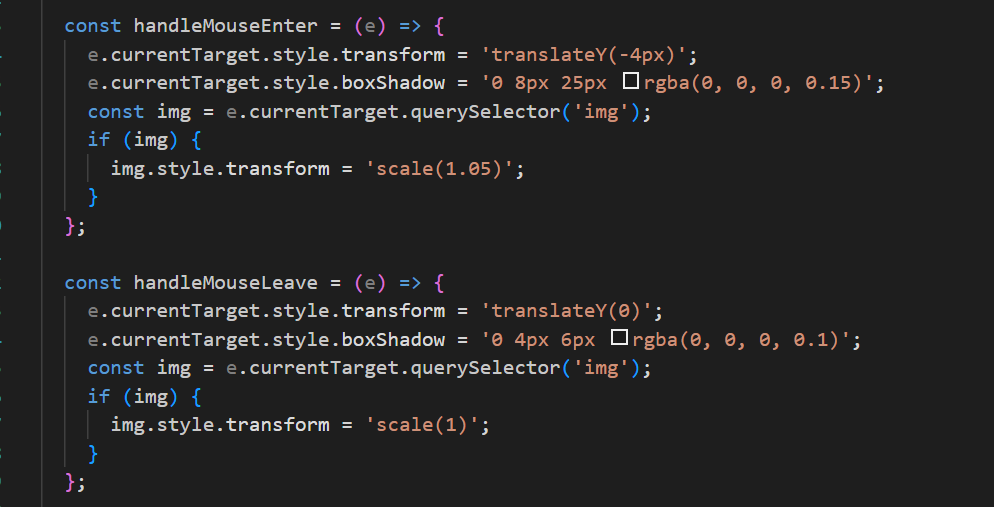 const handleMouseEnter = (e) => {
  e.currentTarget.style.transform = 'translateY(-4px)';
  e.currentTarget.style.boxShadow = '0 8px 25px rgba(0, 0, 0, 0.15)';
  const img = e.currentTarget.querySelector('img');
  if (img) {
    img.style.transform = 'scale(1.05)';
  }
};

const handleMouseLeave = (e) => {
  e.currentTarget.style.transform = 'translateY(0)';
  e.currentTarget.style.boxShadow = '0 4px 6px rgba(0, 0, 0, 0.1)';
  const img = e.currentTarget.querySelector('img');
  if (img) {
    img.style.transform = 'scale(1)';
  }
};